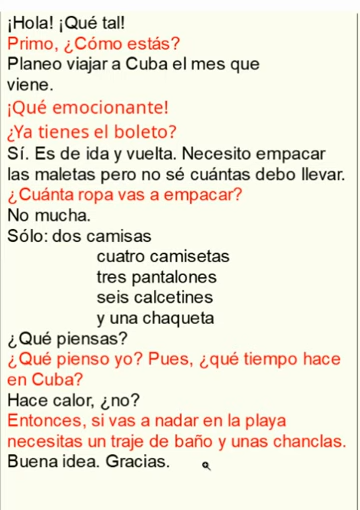 ¡Hola! ¡Qué tal!
Primo, ¿Cómo estás?
Planeo viajar a Cuba el mes que
viene.
¡Qué emocionante!
¿Ya tienes el boleto?
Sí. Es de ida y vuelta. Necesito empacar
las maletas pero no sé cuántas debo llevar.
¿Cuánta ropa vas a empacar?
No mucha.
Sólo: dos camisas
cuatro camisetas
tres pantalones
seis calcetines
y una chaqueta
¿Qué piensas?
¿Qué pienso yo? Pues, ¿qué tiempo hace
en Cuba?
Hace calor, ¿no?
Entonces, si vas a nadar en la playa
necesitas un traje de baño y unas chanclas.
Buena idea. Gracias.